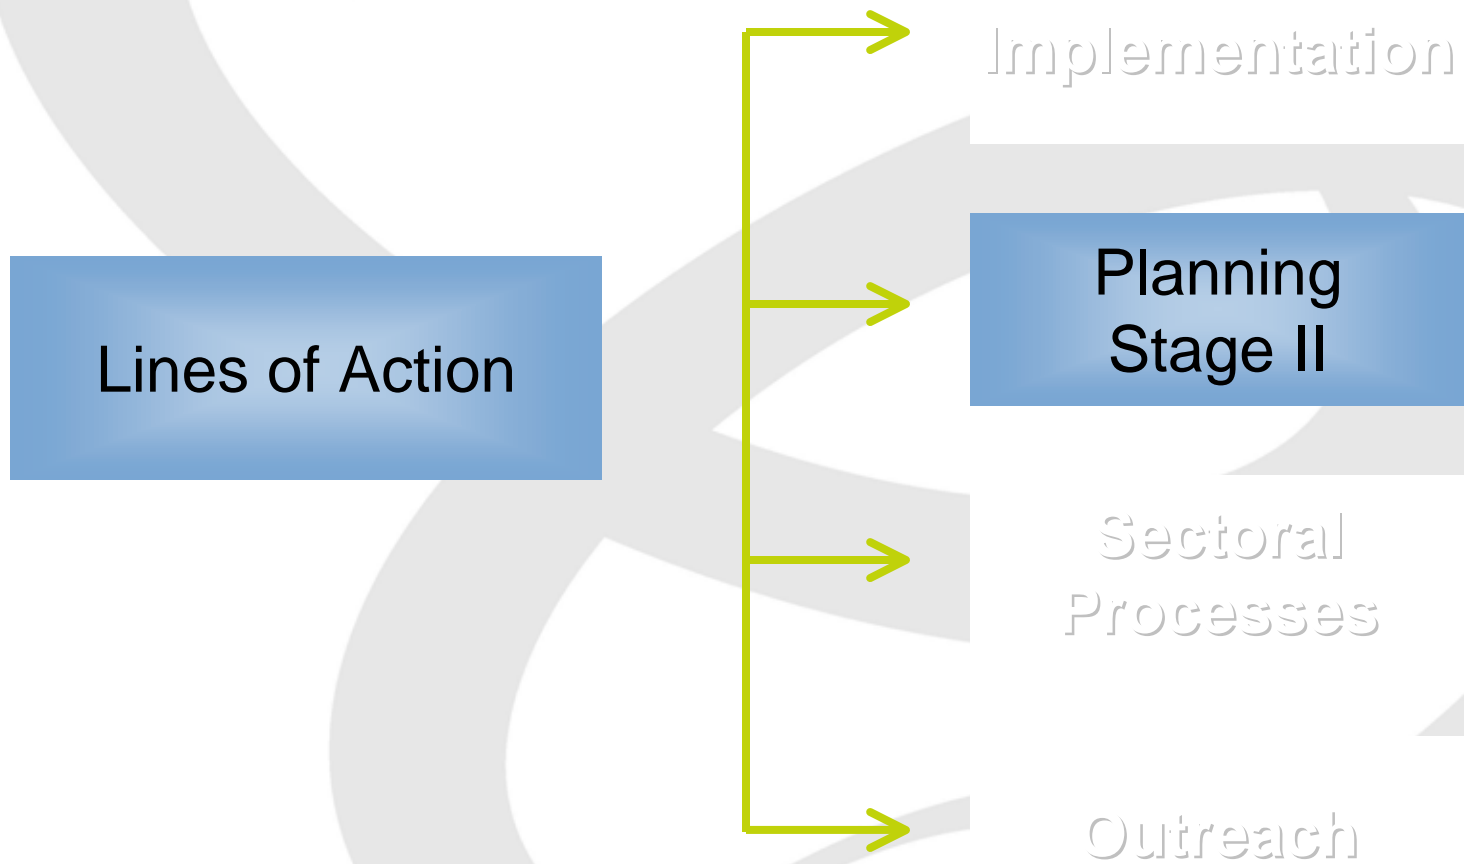 Lines of Action
Implementation
Planning
Stage II
Sectoral
Processes
Outreach